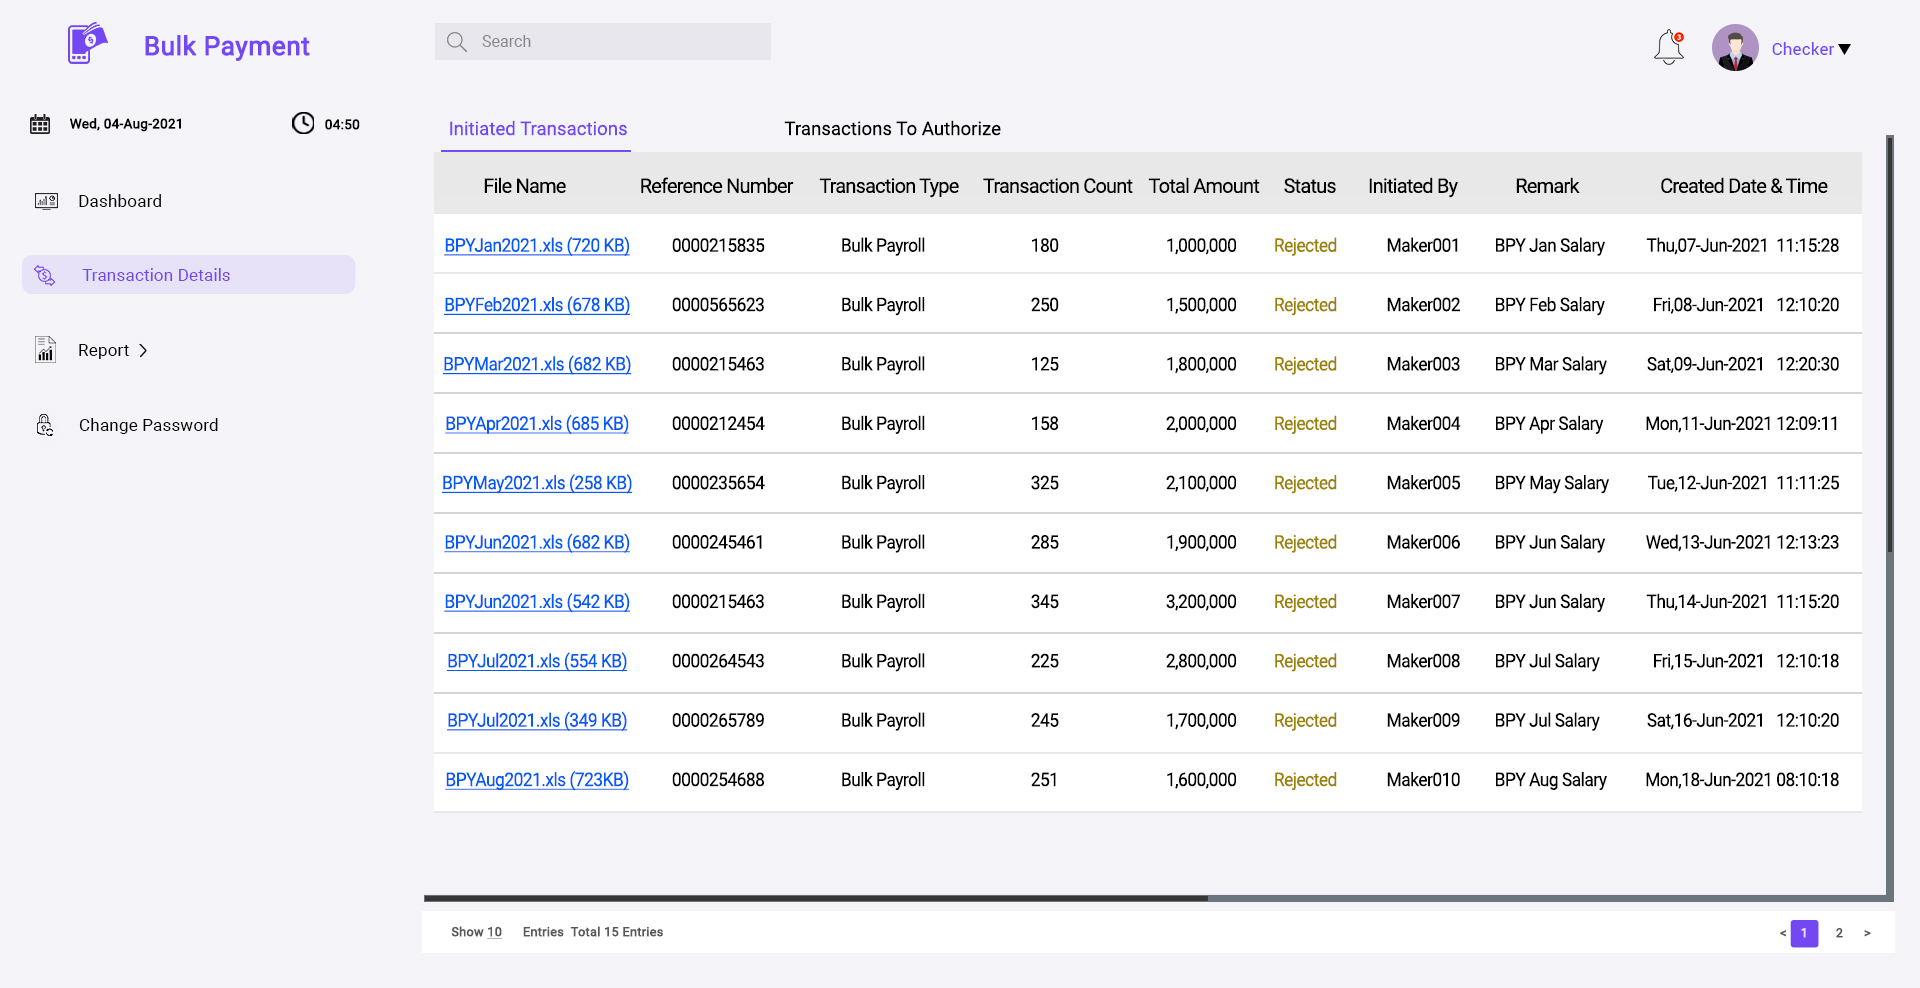 Bulk Payment
Search
3
Checker
Wed, 04-Aug-2021 04:50
Dashboard
Transaction Details
Report >
Change Password
Initiated Transactions Transactions To Authorize
File Name Reference Number Transaction Type Transaction Count Total Amount Status Initiated By Remark Created Date & Time
BPYJan2021.xls (720 KB) 0000215835 Bulk Payroll 180 1,000,000 Rejected Maker001 BPY Jan Salary Thu,07-Jun-2021 11:15:28
BPYFeb2021.xls (678 KB) 0000565623 Bulk Payroll 250 1,500,000 Rejected Maker002 BPY Feb Salary Fri,08-Jun-2021 12:10:20
BPYMar2021.xls (682 KB) 0000215463 Bulk Payroll 125 1,800,000 Rejected Maker003 BPY Mar Salary Sat,09-Jun-2021 12:20:30
BPYApr2021.xls (685 KB) 0000212454 Bulk Payroll 158 2,000,000 Rejected Maker004 BPY Apr Salary Mon,11-Jun-2021 12:09:11
BPYMay2021.xls (258 KB) 0000235654 Bulk Payroll 325 2,100,000 Rejected Maker005 BPY May Salary Tue,12-Jun-2021 11:11:25
BPYJun2021.xls (682 KB) 0000245461 Bulk Payroll 285 1,900,000 Rejected Maker006 BPY Jun Salary Wed,13-Jun-2021 12:13:23
BPYJun2021.xls (542 KB) 0000215463 Bulk Payroll 345 3,200,000 Rejected Maker007 BPY Jun Salary Thu,14-Jun-2021 11:15:20
BPYJul2021.xls (554 KB) 0000264543 Bulk Payroll 225 2,800,000 Rejected Maker008 BPY Jul Salary Fri,15-Jun-2021 12:10:18
BPYJul2021.xls (349 KB) 0000265789 Bulk Payroll 245 1,700,000 Rejected Maker009 BPY Jul Salary Sat,16-Jun-2021 12:10:20
BPYAug2021.xls (723KB) 0000254688 Bulk Payroll 251 1,600,000 Rejected Maker010 BPY Aug Salary Mon,18-Jun-2021 08:10:18
Show 10 Entries Total 15 Entries < 1 2 >